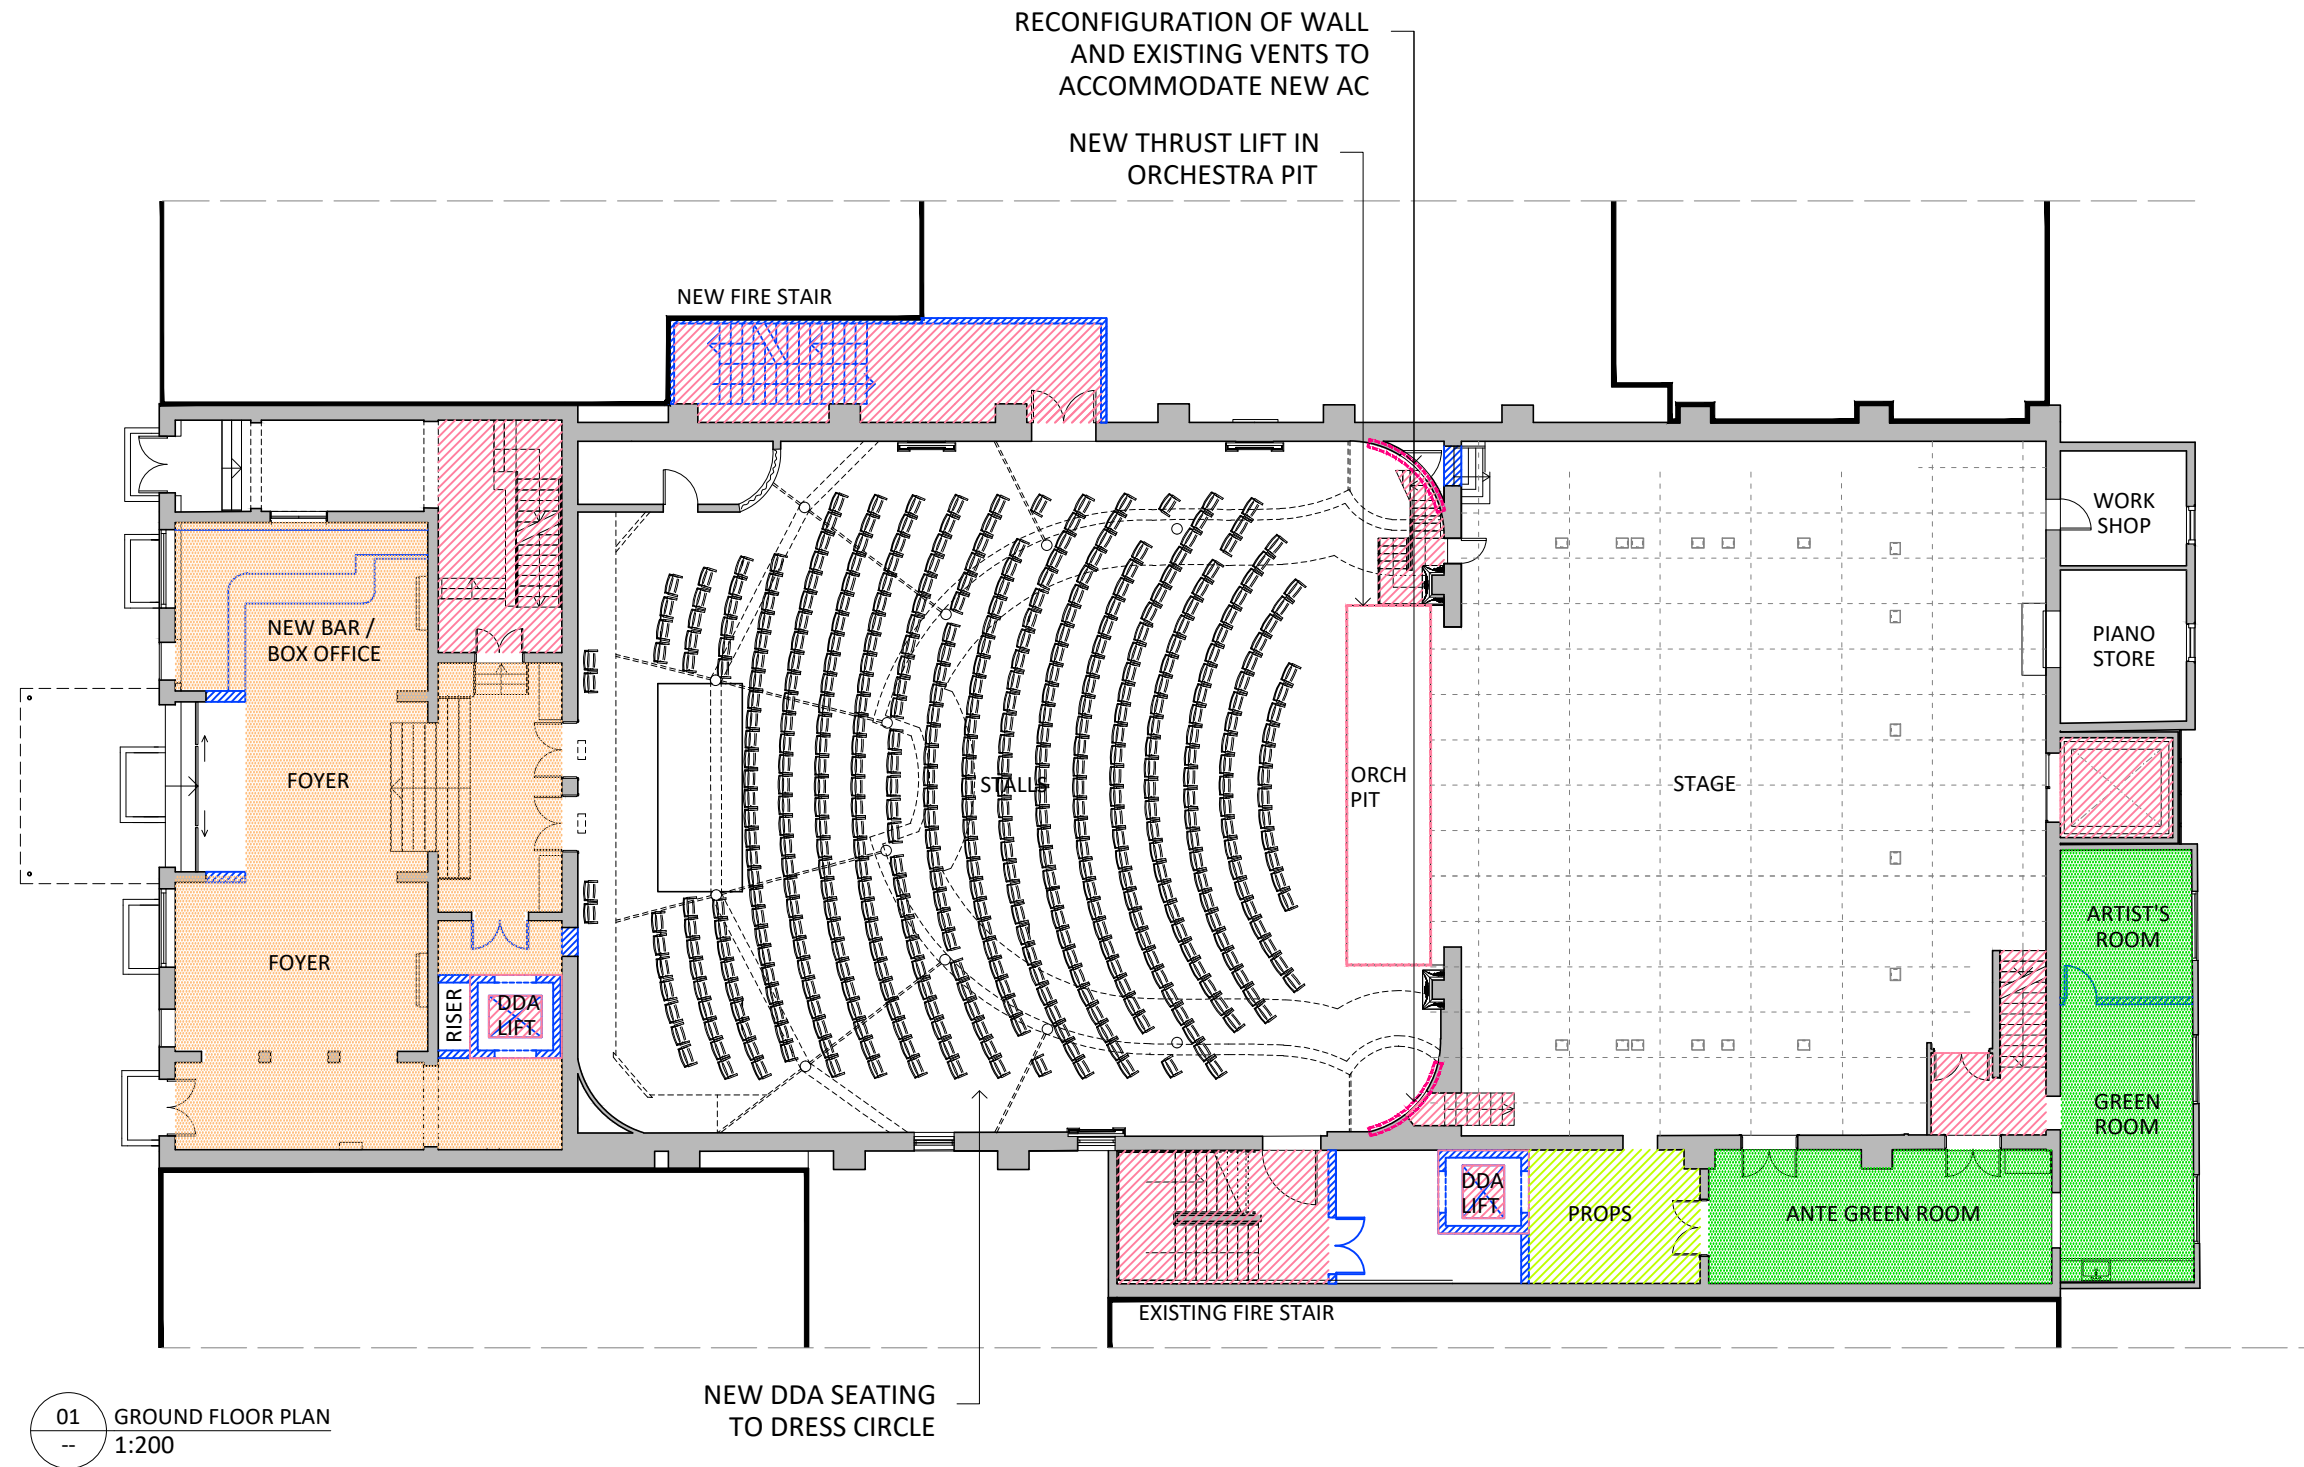 RECONFIGURATION OF WALL
AND EXISTING VENTS TO
ACCOMMODATE NEW AC
NEW THRUST LIFT IN
ORCHESTRA PIT
NEW FIRE STAIR
WORK
SHOP
NEW BAR /
BOX OFFICE
PIANO
STORE
FOYER
STALLS
ORCH
PIT
STAGE
ARTIST'S
ROOM
FOYER
RISER
DDA
LIFT
GREEN
ROOM
DDA
LIFT
PROPS
ANTE GREEN ROOM
EXISTING FIRE STAIR
NEW DDA SEATING
TO DRESS CIRCLE
01
--
GROUND FLOOR PLAN
1:200